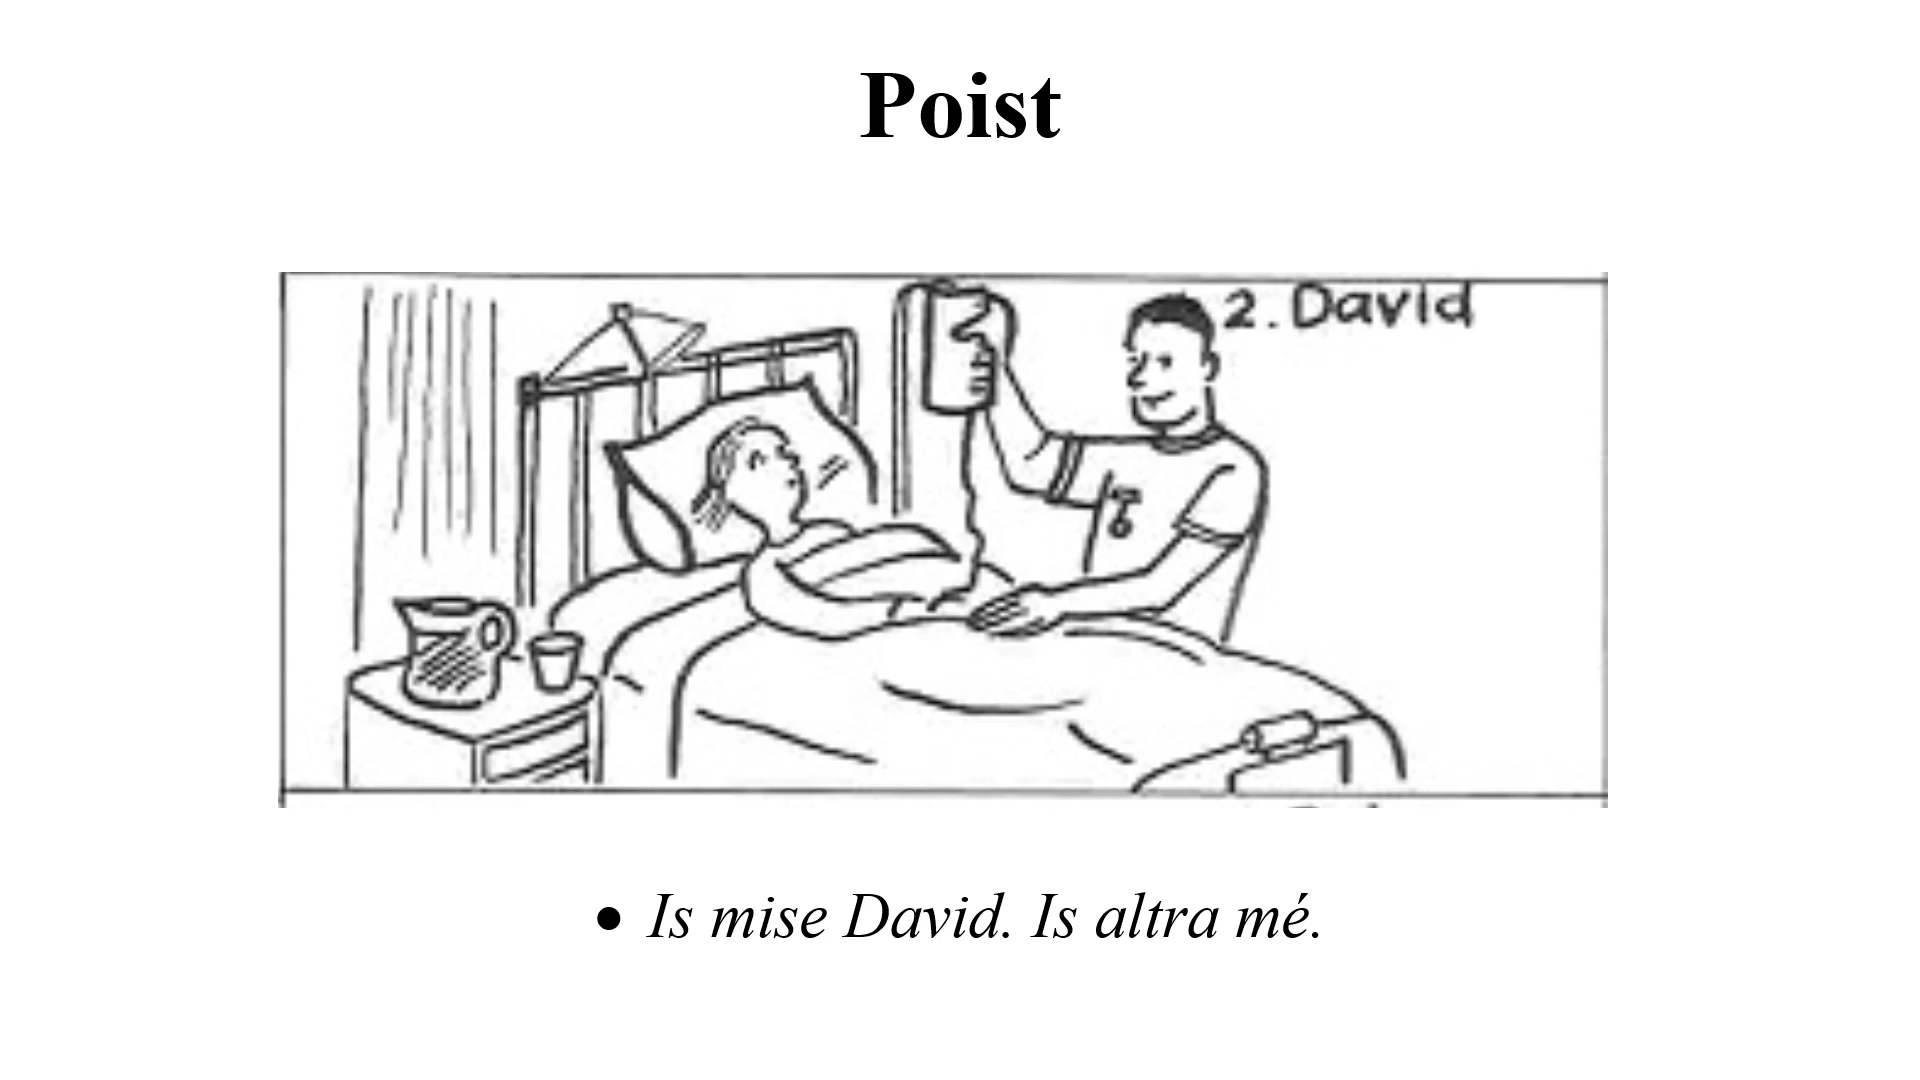 Poist
2. David
• Is mise David. Is altra mé.